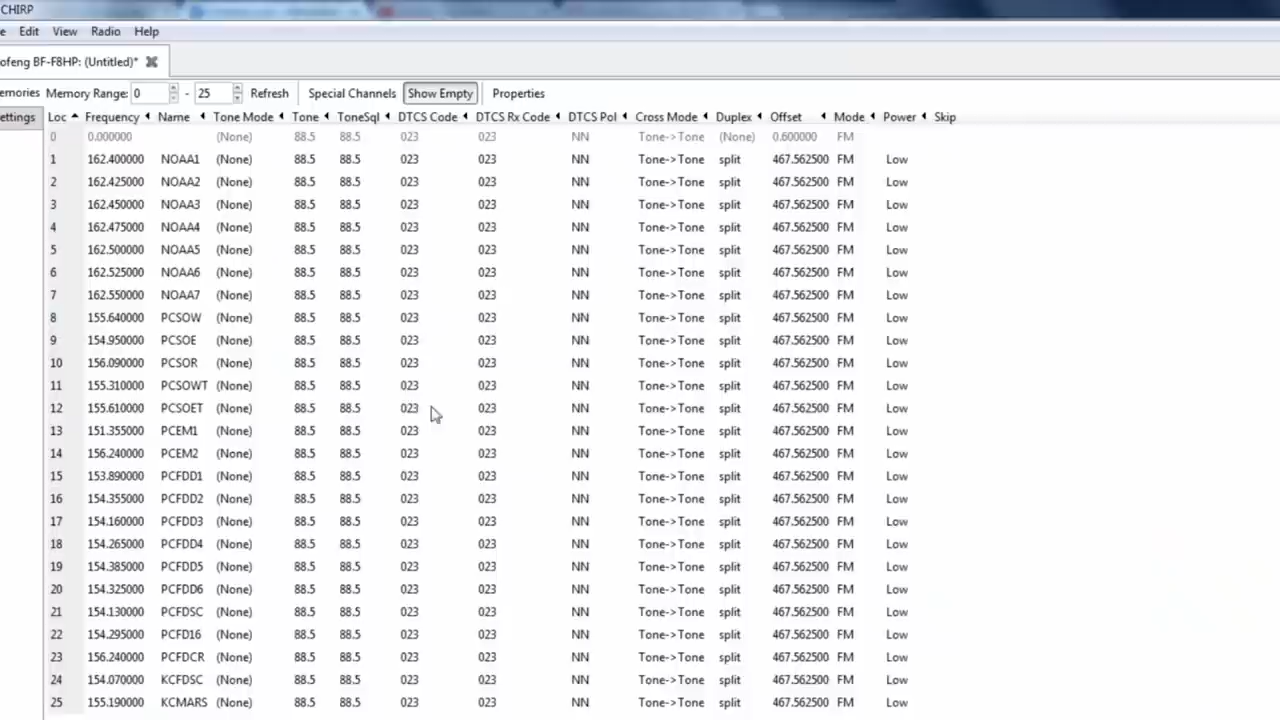 CHIRP
e Edit View Radio Help
ofeng BF-F8HP: (Untitled)*
emories Memory Range: 0 - 25 Refresh Special Channels Show Empty Properties
ettings Loc Frequency Name Tone Mode Tone ToneSql DTCS Code DTCS Rx Code DTCS Pol Cross Mode Duplex Offset Mode Power Skip
0 0.000000 (None) 88.5 88.5 023 023 NN Tone->Tone (None) 0.600000 FM
1 162.400000 NOAA1 (None) 88.5 88.5 023 023 NN Tone->Tone split 467.562500 FM Low
2 162.425000 NOAA2 (None) 88.5 88.5 023 023 NN Tone->Tone split 467.562500 FM Low
3 162.450000 NOAA3 (None) 88.5 88.5 023 023 NN Tone->Tone split 467.562500 FM Low
4 162.475000 NOAA4 (None) 88.5 88.5 023 023 NN Tone->Tone split 467.562500 FM Low
5 162.500000 NOAA5 (None) 88.5 88.5 023 023 NN Tone->Tone split 467.562500 FM Low
6 162.525000 NOAA6 (None) 88.5 88.5 023 023 NN Tone->Tone split 467.562500 FM Low
7 162.550000 NOAA7 (None) 88.5 88.5 023 023 NN Tone->Tone split 467.562500 FM Low
8 155.640000 PCSOW (None) 88.5 88.5 023 023 NN Tone->Tone split 467.562500 FM Low
9 154.950000 PCSOE (None) 88.5 88.5 023 023 NN Tone->Tone split 467.562500 FM Low
10 156.090000 PCSOR (None) 88.5 88.5 023 023 NN Tone->Tone split 467.562500 FM Low
11 155.310000 PCSOWT (None) 88.5 88.5 023 023 NN Tone->Tone split 467.562500 FM Low
12 155.610000 PCSOET (None) 88.5 88.5 023 023 NN Tone->Tone split 467.562500 FM Low
13 151.355000 PCEM1 (None) 88.5 88.5 023 023 NN Tone->Tone split 467.562500 FM Low
14 156.240000 PCEM2 (None) 88.5 88.5 023 023 NN Tone->Tone split 467.562500 FM Low
15 153.890000 PCFDD1 (None) 88.5 88.5 023 023 NN Tone->Tone split 467.562500 FM Low
16 154.355000 PCFDD2 (None) 88.5 88.5 023 023 NN Tone->Tone split 467.562500 FM Low
17 154.160000 PCFDD3 (None) 88.5 88.5 023 023 NN Tone->Tone split 467.562500 FM Low
18 154.265000 PCFDD4 (None) 88.5 88.5 023 023 NN Tone->Tone split 467.562500 FM Low
19 154.385000 PCFDD5 (None) 88.5 88.5 023 023 NN Tone->Tone split 467.562500 FM Low
20 154.325000 PCFDD6 (None) 88.5 88.5 023 023 NN Tone->Tone split 467.562500 FM Low
21 154.130000 PCFDSC (None) 88.5 88.5 023 023 NN Tone->Tone split 467.562500 FM Low
22 154.295000 PCFD16 (None) 88.5 88.5 023 023 NN Tone->Tone split 467.562500 FM Low
23 156.240000 PCFDCR (None) 88.5 88.5 023 023 NN Tone->Tone split 467.562500 FM Low
24 154.070000 KCFDSC (None) 88.5 88.5 023 023 NN Tone->Tone split 467.562500 FM Low
25 155.190000 KCMARS (None) 88.5 88.5 023 023 NN Tone->Tone split 467.562500 FM Low